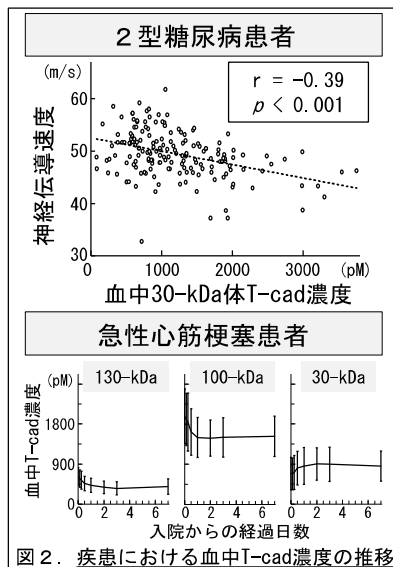 2型糖尿病患者
(m/s)
r = -0.39
p < 0.001
60
50
40
30
神経伝導速度
0 1000 2000 3000 (pM)
血中30-kDa体T-cad濃度
急性心筋梗塞患者
130-kDa 100-kDa 30-kDa
(pM)
1800
900
0
血中T-cad濃度
0 2 4 6 0 2 4 6 0 2 4 6
入院からの経過日数
図2. 疾患における血中T-cad濃度の推移